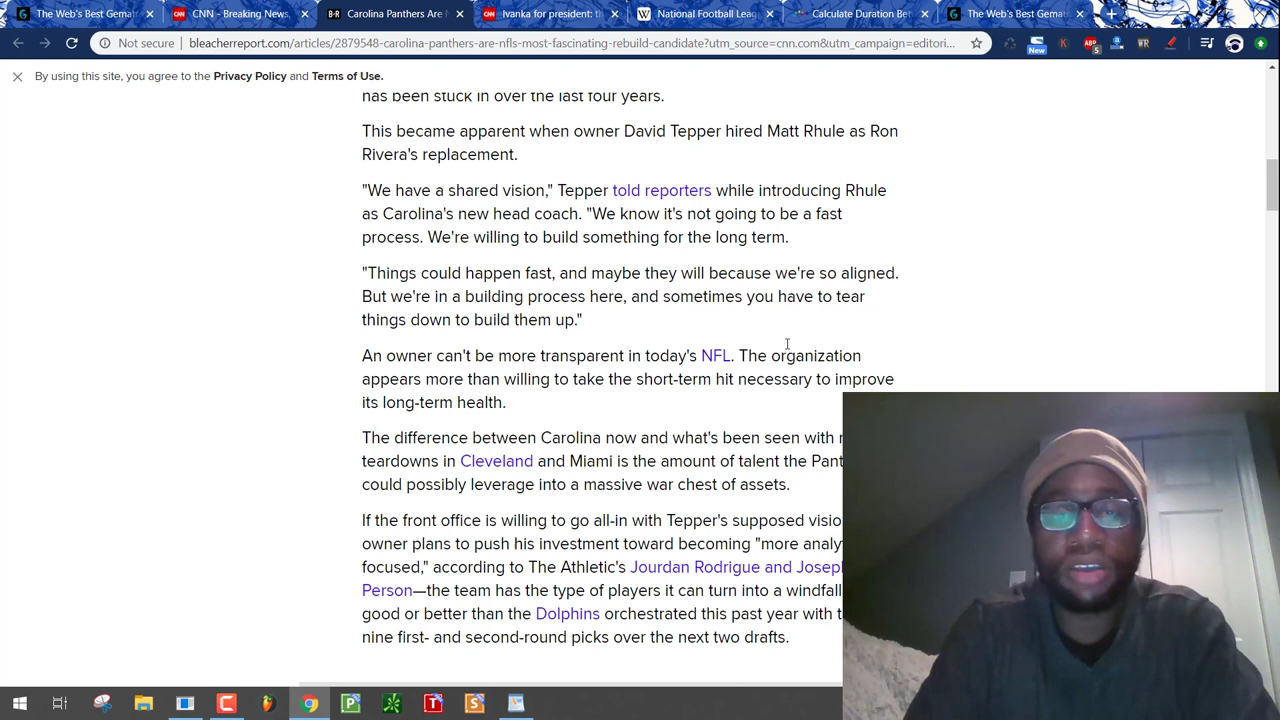 The Web's Best Gemat
CNN - Breaking News,
Carolina Panthers Are
Ivanka for president: th
National Football Leag
Calculate Duration Bet
The Web's Best Gemat
Not secure
bleacherreport.com/articles/2879548-carolina-panthers-are-nfls-most-fascinating-rebuild-candidate?utm_source=cnn.com&utm_campaign=editori...
By using this site, you agree to the Privacy Policy and Terms of Use.
has been stuck in over the last four years.
This became apparent when owner David Tepper hired Matt Rhule as Ron
Rivera's replacement.
"We have a shared vision," Tepper told reporters while introducing Rhule
as Carolina's new head coach. "We know it's not going to be a fast
process. We're willing to build something for the long term.
"Things could happen fast, and maybe they will because we're so aligned.
But we're in a building process here, and sometimes you have to tear
things down to build them up."
An owner can't be more transparent in today's NFL. The organization
appears more than willing to take the short-term hit necessary to improve
its long-term health.
The difference between Carolina now and what's been seen with
teardowns in Cleveland and Miami is the amount of talent the Pant
could possibly leverage into a massive war chest of assets.
If the front office is willing to go all-in with Tepper's supposed visio
owner plans to push his investment toward becoming "more analy
focused," according to The Athletic's Jourdan Rodrigue and Joseph
Person—the team has the type of players it can turn into a windfall
good or better than the Dolphins orchestrated this past year with t
nine first- and second-round picks over the next two drafts.